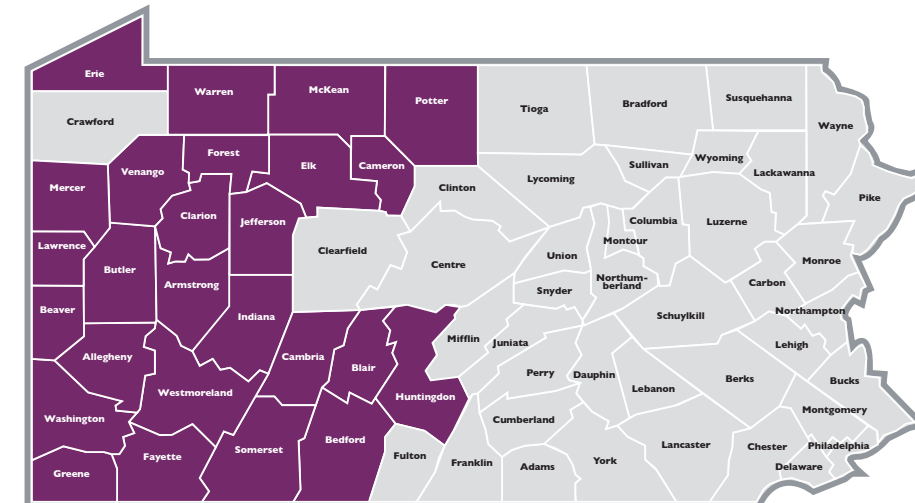 Erie
Warren
McKean
Potter
Tioga
Bradford
Susquehanna
Wayne
Crawford
Forest
Venango
Elk
Cameron
Clinton
Lycoming
Sullivan
Wyoming
Lackawanna
Pike
Mercer
Clarion
Jefferson
Columbia
Luzerne
Montour
Lawrence
Butler
Clearfield
Centre
Union
Monroe
Armstrong
Snyder
Northum-
berland
Carbon
Beaver
Indiana
Schuylkill
Northampton
Mifflin
Juniata
Lehigh
Allegheny
Cambria
Blair
Perry
Dauphin
Lebanon
Berks
Bucks
Westmoreland
Huntingdon
Montgomery
Washington
Cumberland
Bedford
Somerset
Fayette
Fulton
Franklin
Adams
York
Lancaster
Chester
Philadelphia
Delaware
Greene